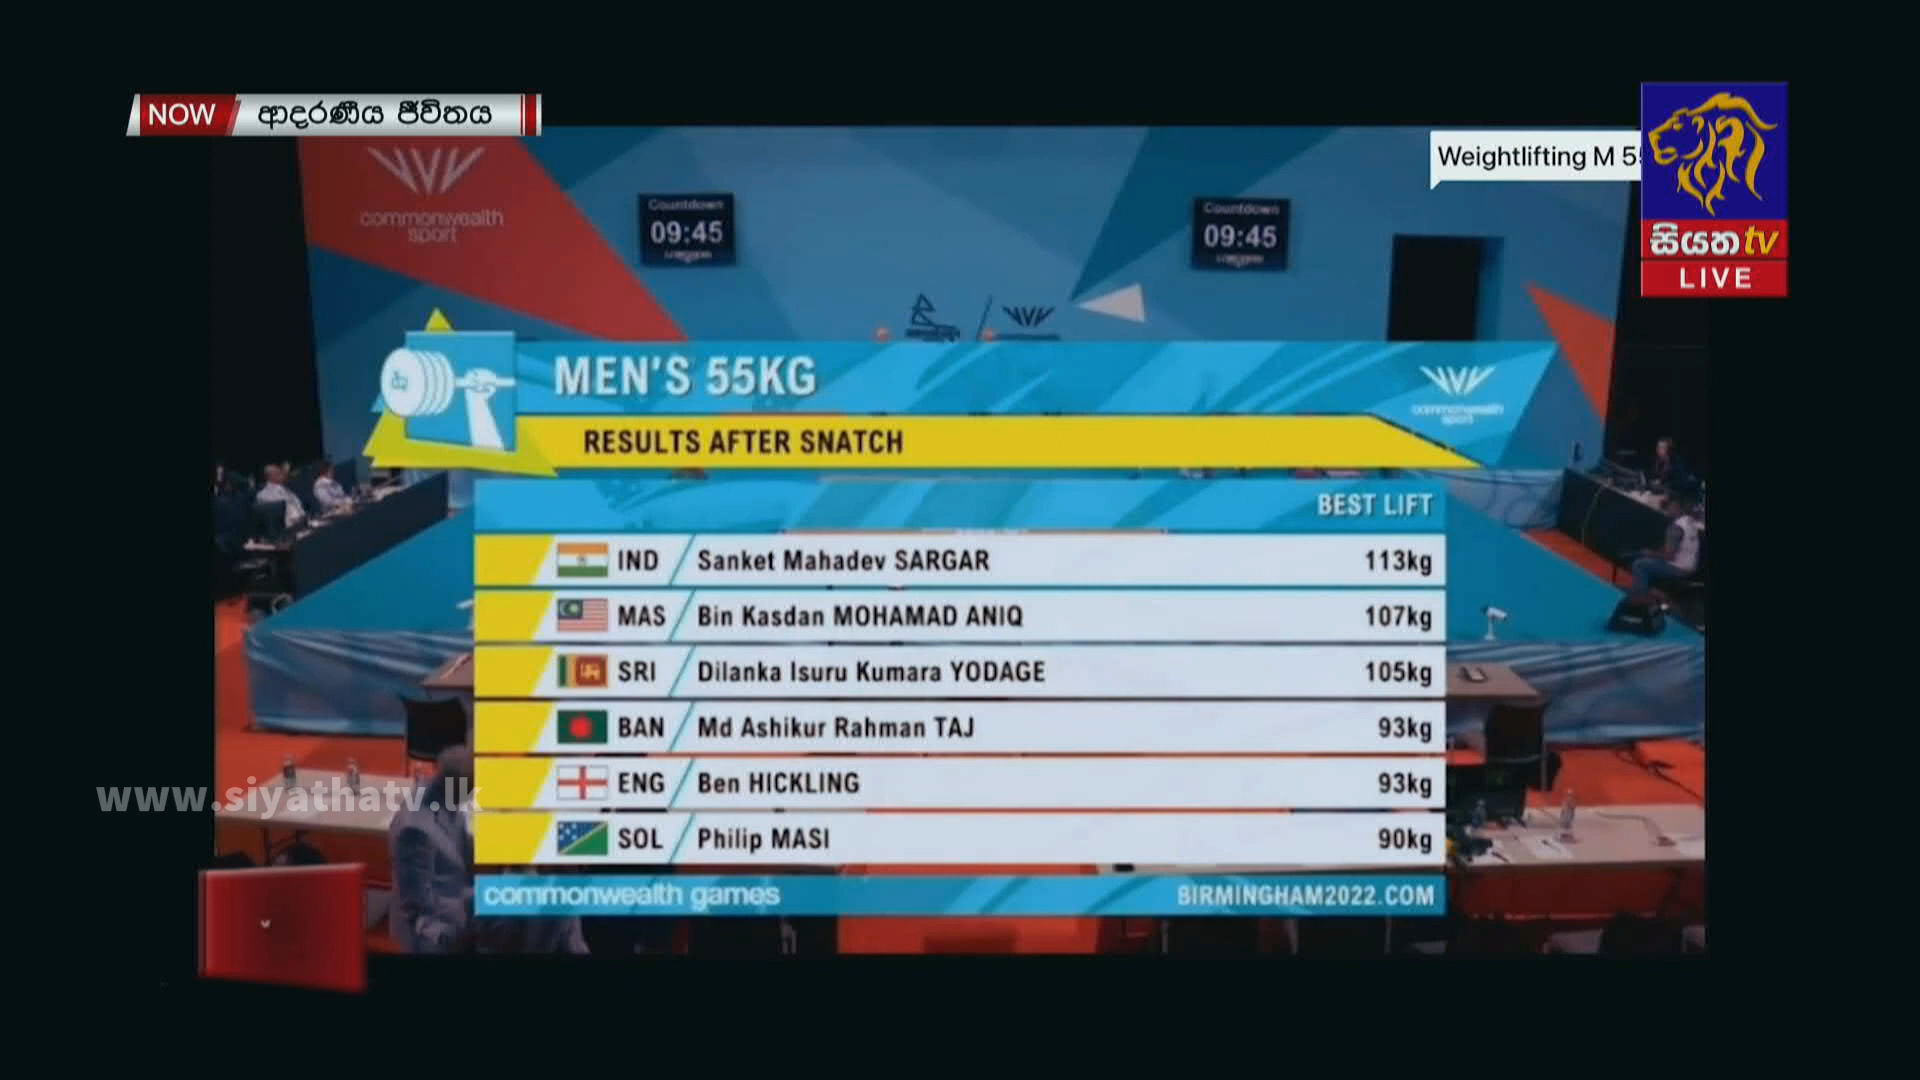 NOW ආදරණීය ජීවිතය
Weightlifting M 55
සියත tv
LIVE
commonwealth
sport
Countdown
09:45
Countdown
09:45
MEN'S 55KG
commonwealth
sport
RESULTS AFTER SNATCH
BEST LIFT
IND Sanket Mahadev SARGAR 113kg
MAS Bin Kasdan MOHAMAD ANIQ 107kg
SRI Dilanka Isuru Kumara YODAGE 105kg
BAN Md Ashikur Rahman TAJ 93kg
ENG Ben HICKLING 93kg
SOL Philip MASI 90kg
www.siyathatv.lk
commonwealth games BIRMINGHAM2022.COM